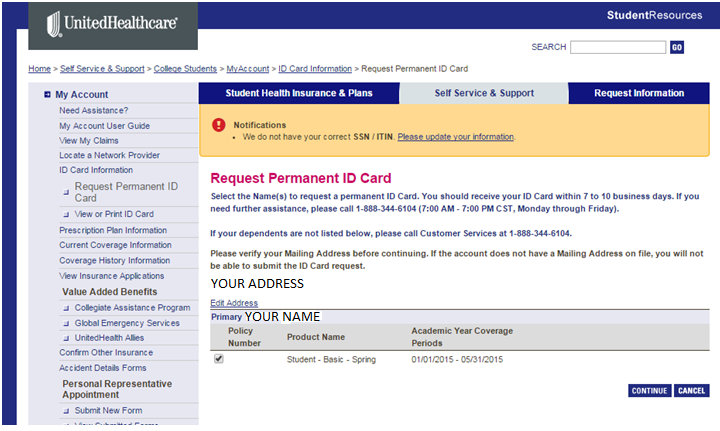 UnitedHealthcare®
StudentResources
SEARCH
GO
Home > Self Service & Support > College Students > MyAccount > ID Card Information > Request Permanent ID Card
My Account
Need Assistance?
My Account User Guide
View My Claims
Locate a Network Provider
ID Card Information
Request Permanent ID
Card
View or Print ID Card
Prescription Plan Information
Current Coverage Information
Coverage History Information
View Insurance Applications
Value Added Benefits
Collegiate Assistance Program
Global Emergency Services
UnitedHealth Allies
Confirm Other Insurance
Accident Details Forms
Personal Representative
Appointment
Submit New Form
View Submitted Forms
Student Health Insurance & Plans
Self Service & Support
Request Information
Notifications
• We do not have your correct SSN / ITIN. Please update your information.
Request Permanent ID Card
Select the Name(s) to request a permanent ID Card. You should receive your ID Card within 7 to 10 business days. If you
need further assistance, please call 1-888-344-6104 (7:00 AM - 7:00 PM CST, Monday through Friday).
If your dependents are not listed below, please call Customer Services at 1-888-344-6104.
Please verify your Mailing Address before continuing. If the account does not have a Mailing Address on file, you will not
be able to submit the ID Card request.
YOUR ADDRESS
Edit Address
Primary YOUR NAME
Policy
Number
Product Name
Academic Year Coverage
Periods
Student - Basic - Spring
01/01/2015 - 05/31/2015
CONTINUE
CANCEL